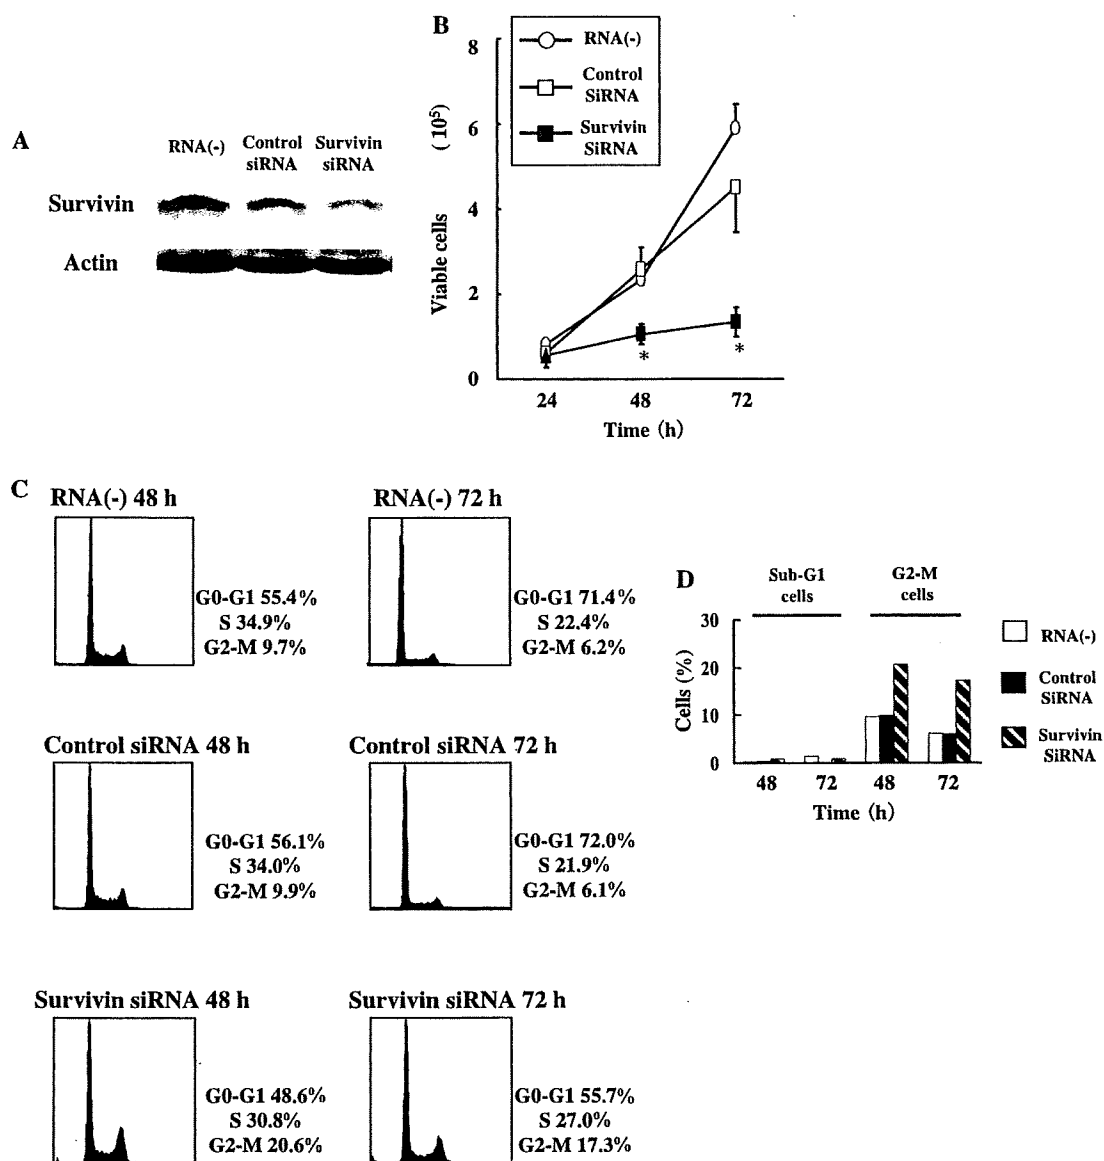 A
RNA(-)
Control
siRNA
Survivin
siRNA
Survivin
Actin
B
RNA(-)
Control
SiRNA
Survivin
SiRNA
Viable cells (10⁵)
8
6
4
2
0
*
*
24 48 72
Time (h)
C
RNA(-) 48 h
G0-G1 55.4%
S 34.9%
G2-M 9.7%
RNA(-) 72 h
G0-G1 71.4%
S 22.4%
G2-M 6.2%
Control siRNA 48 h
G0-G1 56.1%
S 34.0%
G2-M 9.9%
Control siRNA 72 h
G0-G1 72.0%
S 21.9%
G2-M 6.1%
Survivin siRNA 48 h
G0-G1 48.6%
S 30.8%
G2-M 20.6%
Survivin siRNA 72 h
G0-G1 55.7%
S 27.0%
G2-M 17.3%
D
Sub-G1
cells
G2-M
cells
Cells (%)
30
20
10
0
48 72 48 72
Time (h)
RNA(-)
Control
SiRNA
Survivin
SiRNA